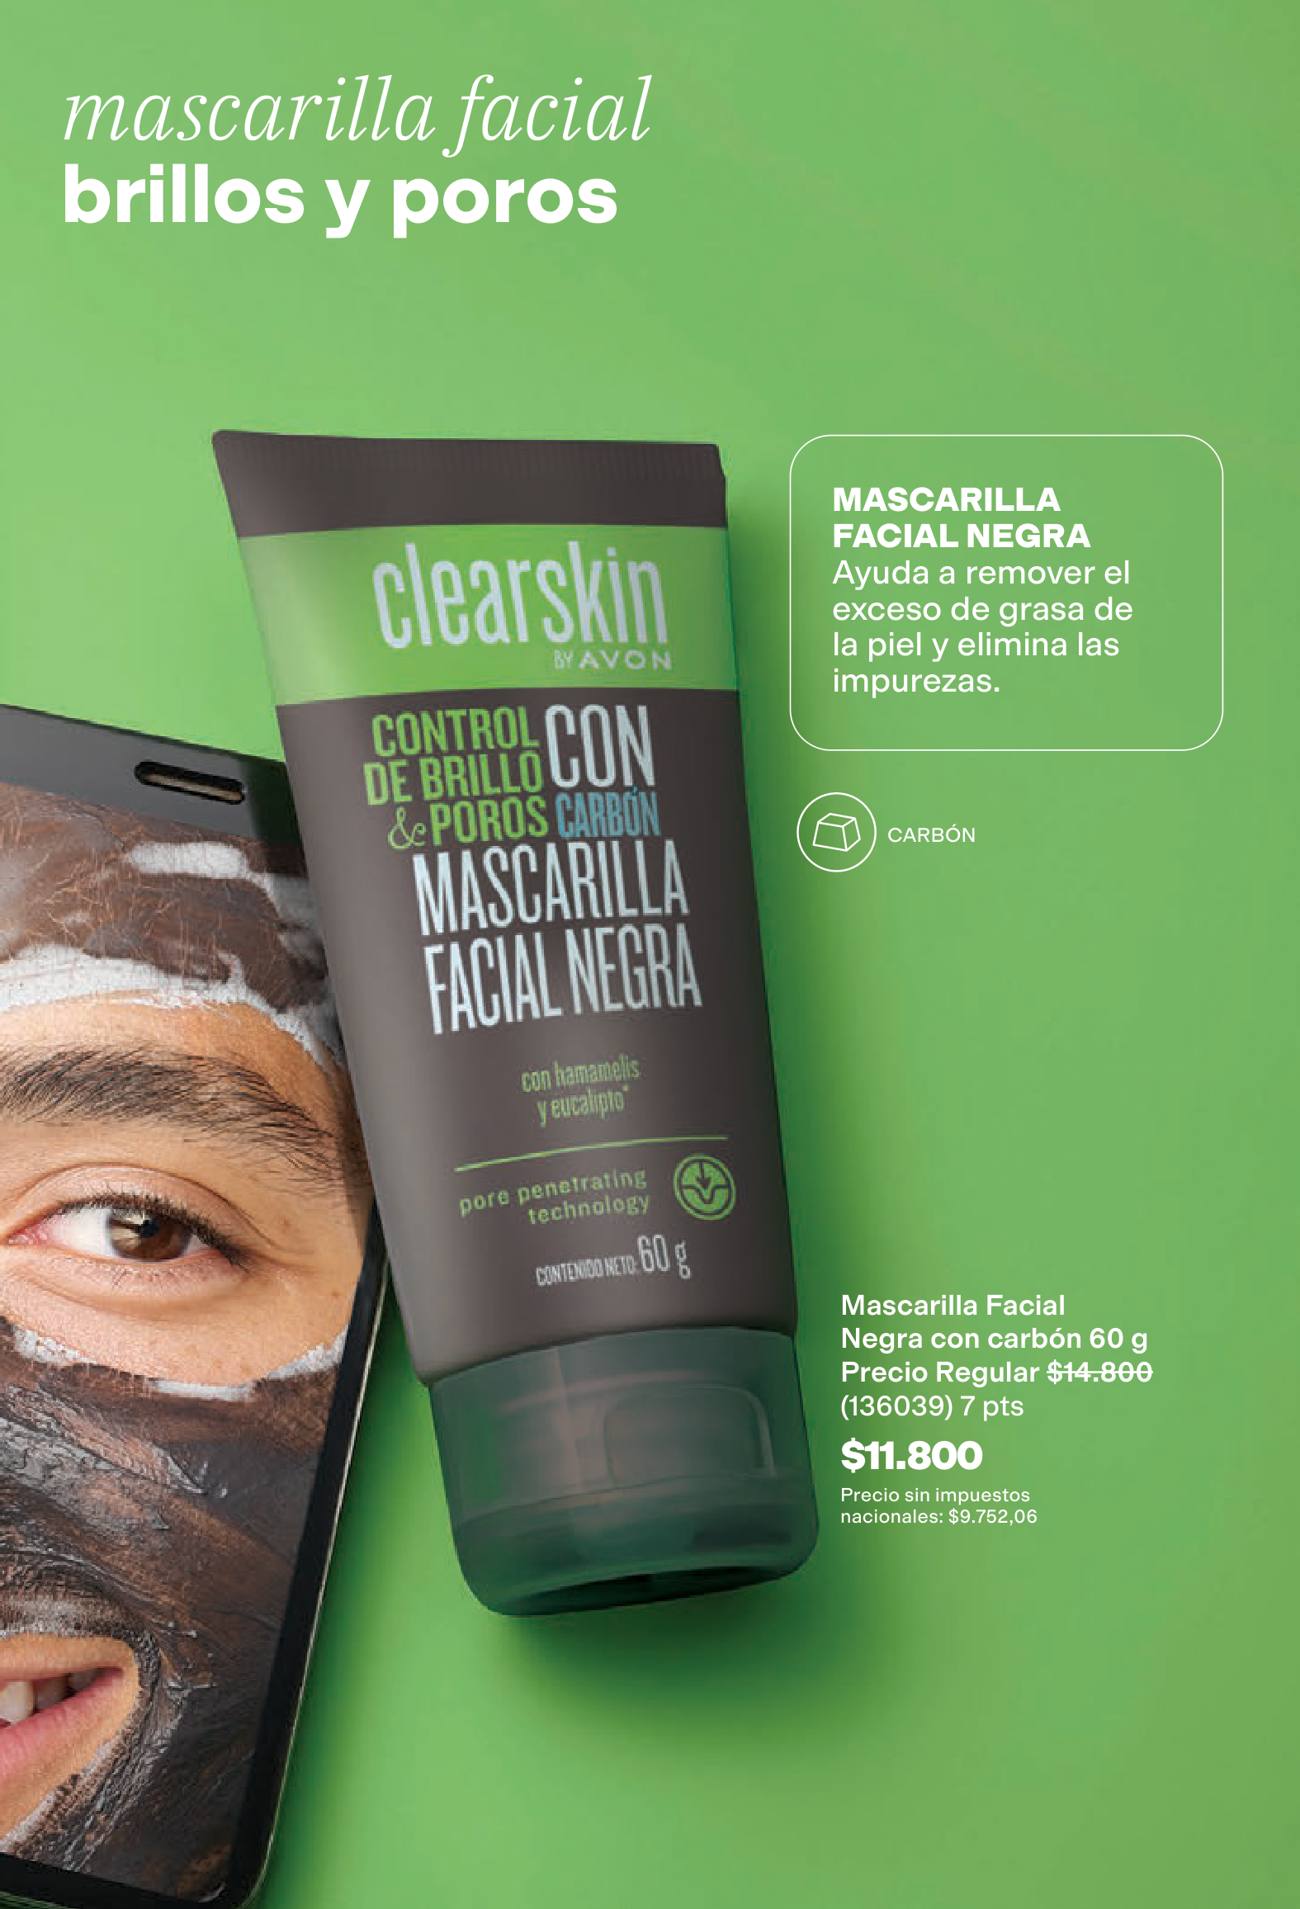 mascarilla facial
brillos y poros
clearskin
BY AVON
CONTROL
DE BRILLO
& POROS
CON
CARBÓN
MASCARILLA
FACIAL NEGRA
con hamamelis
y eucalipto*
pore penetrating
technology
CONTENIDO NETO: 60 g
MASCARILLA
FACIAL NEGRA
Ayuda a remover el
exceso de grasa de
la piel y elimina las
impurezas.
CARBÓN
Mascarilla Facial
Negra con carbón 60 g
Precio Regular $14.800
(136039) 7 pts
$11.800
Precio sin impuestos
nacionales: $9.752,06